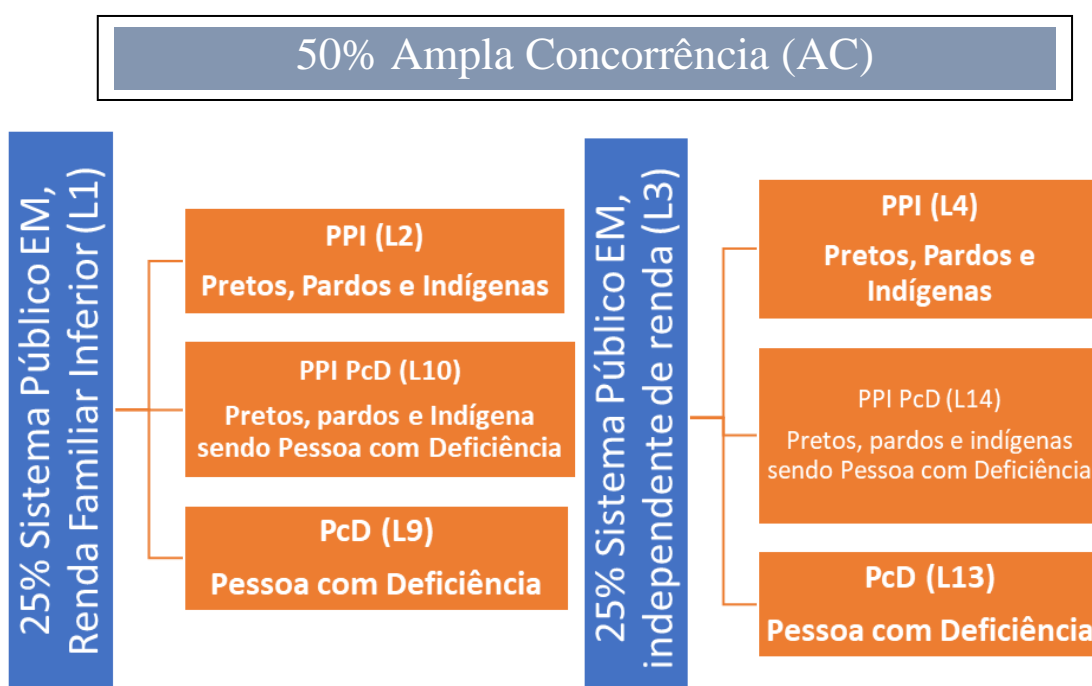 50% Ampla Concorrência (AC)
25% Sistema Público EM,
Renda Familiar Inferior (L1)
PPI (L2)
Pretos, Pardos e Indígenas
PPI PcD (L10)
Pretos, pardos e Indígena
sendo Pessoa com Deficiência
PcD (L9)
Pessoa com Deficiência
25% Sistema Público EM,
independente de renda (L3)
PPI (L4)
Pretos, Pardos e
Indígenas
PPI PcD (L14)
Pretos, pardos e indígenas
sendo Pessoa com Deficiência
PcD (L13)
Pessoa com Deficiência